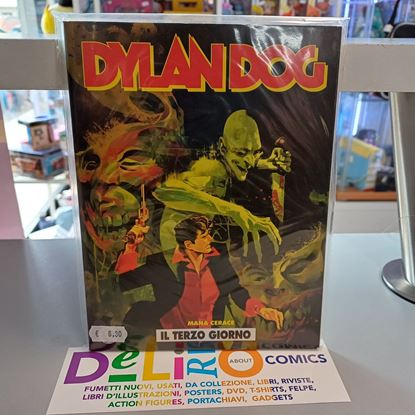 DYLAN DOG
MANA CERACE
IL TERZO GIORNO
€ 6,30
DeLiRiO ABOUT COMICS
FUMETTI NUOVI, USATI, DA COLLEZIONE, LIBRI, RIVISTE,
LIBRI D'ILLUSTRAZIONI, POSTERS, DVD, T-SHIRTS, FELPE,
ACTION FIGURES, PORTACHIAVI, GADGETS